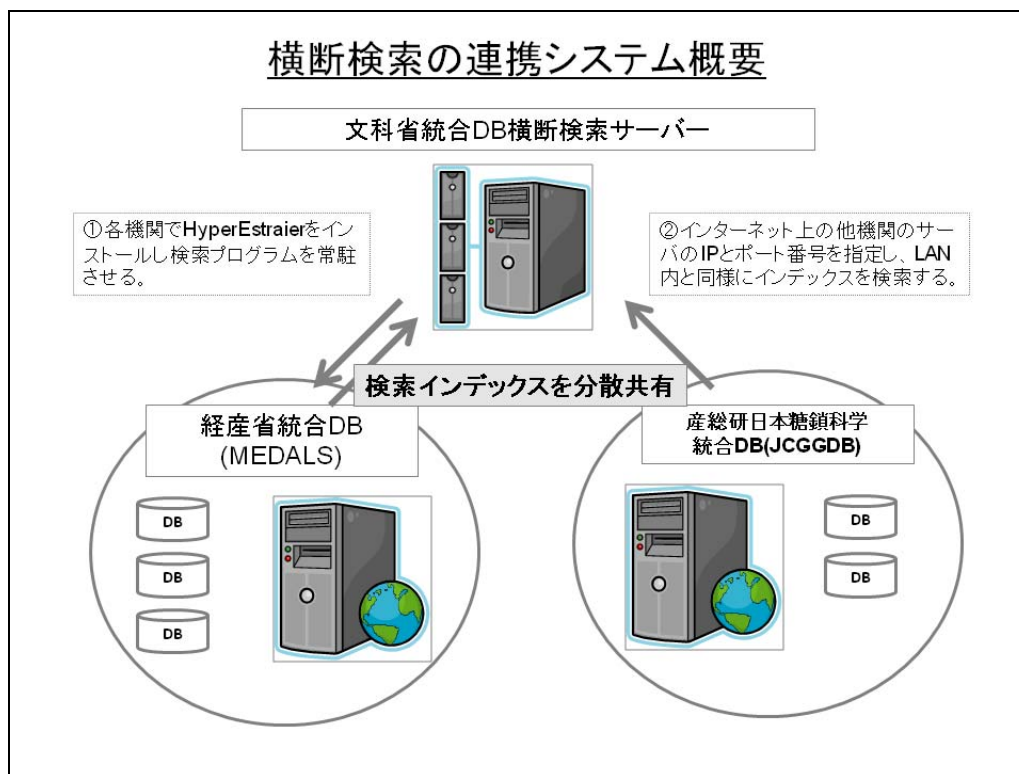 横断検索の連携システム概要
文科省統合DB横断検索サーバー
①各機関でHyperEstraierをイン
ストールし検索プログラムを常駐
させる。
②インターネット上の他機関のサー
バのIPとポート番号を指定し、LAN
内と同様にインデックスを検索する。
検索インデックスを分散共有
経産省統合DB
(MEDALS)
DB
DB
DB
産総研日本糖鎖科学
統合DB(JCGGDB)
DB
DB